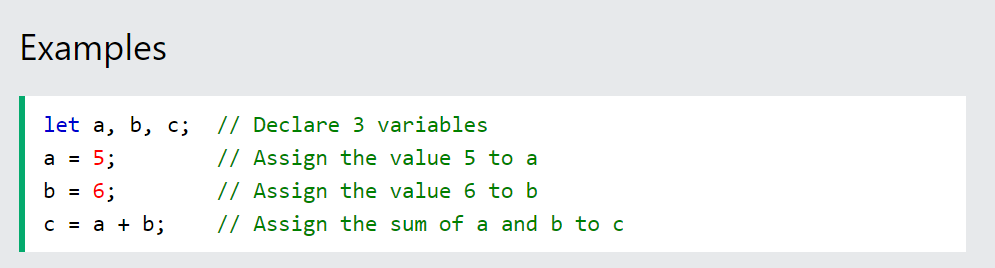 Examples
let a, b, c;  // Declare 3 variables
a = 5;        // Assign the value 5 to a
b = 6;        // Assign the value 6 to b
c = a + b;    // Assign the sum of a and b to c